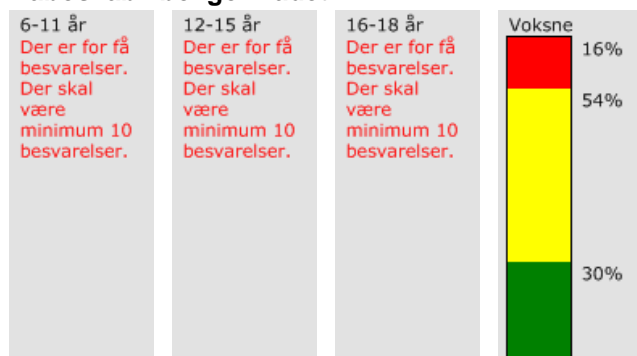 6-11 år
Der er for få
besvarelser.
Der skal
være
minimum 10
besvarelser.
12-15 år
Der er for få
besvarelser.
Der skal
være
minimum 10
besvarelser.
16-18 år
Der er for få
besvarelser.
Der skal
være
minimum 10
besvarelser.
Voksne
16%
54%
30%